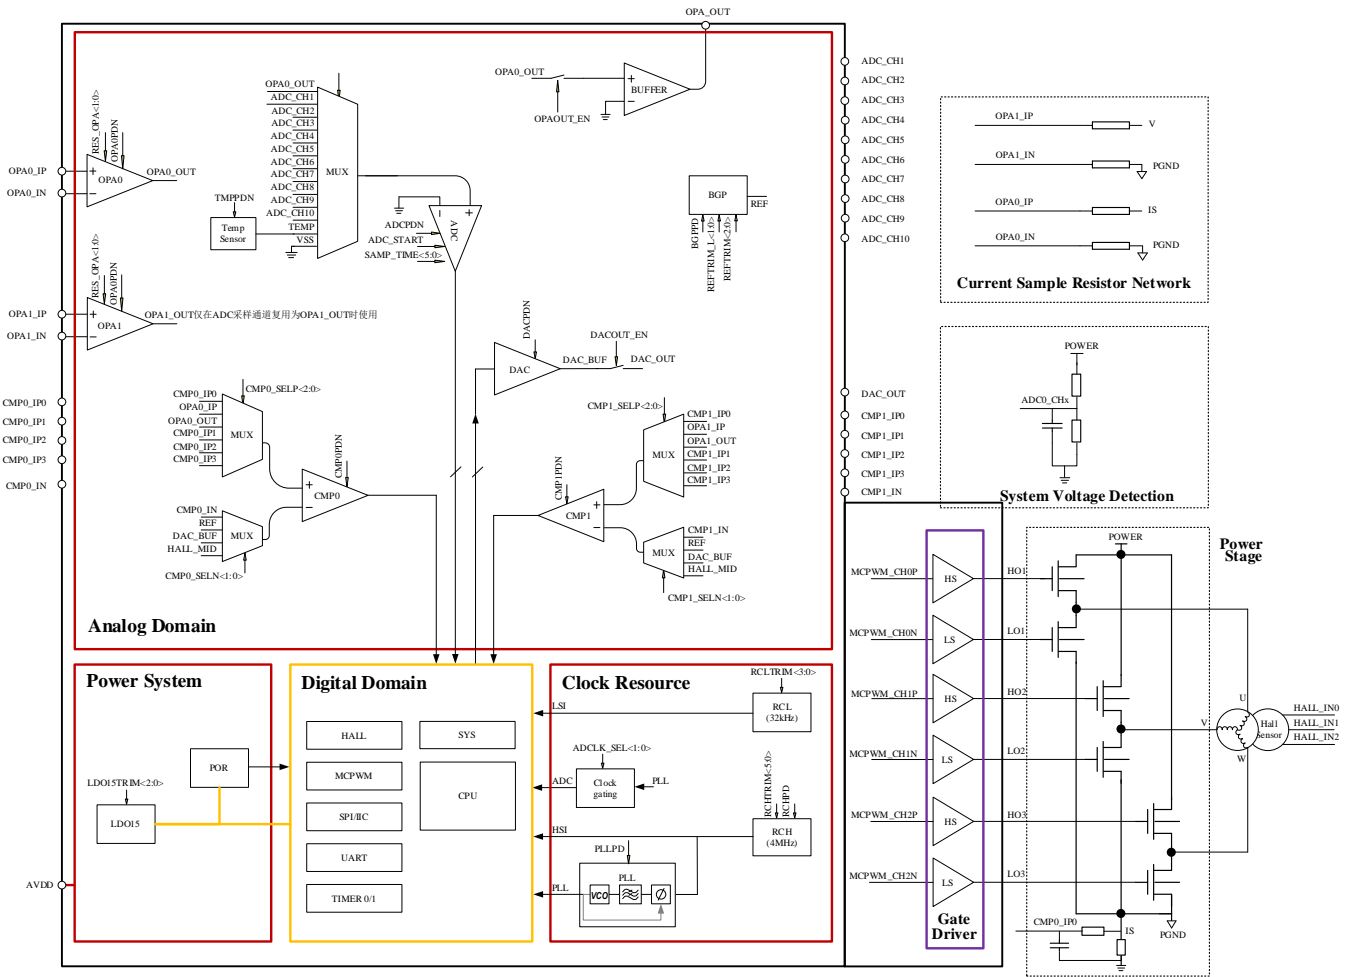 OPA_OUT
OPA0_IP
OPA0_IN
RES_OPA<1:0>
OPA0PDN
OPA0
OPA0_OUT
OPA1_IP
OPA1_IN
RES_OPA<1:0>
OPA0PDN
OPA1
OPA1_OUT仅在ADC采样通道复用为OPA1_OUT时使用
CMP0_IP0
CMP0_IP1
CMP0_IP2
CMP0_IP3
CMP0_IN
OPA0_OUT
ADC_CH1
ADC_CH2
ADC_CH3
ADC_CH4
ADC_CH5
ADC_CH6
ADC_CH7
ADC_CH8
ADC_CH9
ADC_CH10
TEMP
VSS
MUX
TMPPDN
Temp
Sensor
ADCPDN
ADC_START
SAMP_TIME<5:0>
ADC
OPA0_OUT
OPAOUT_EN
BUFFER
BGP
REF
BGPPD
REFTRIM_L<1:0>
REFTRIM<2:0>
DACPDN
DAC
DAC_BUF
DACOUT_EN
DAC_OUT
CMP0_SELP<2:0>
CMP0_IP0
OPA0_IP
OPA0_OUT
CMP0_IP1
CMP0_IP2
CMP0_IP3
MUX
CMP0PDN
CMP0
CMP0_IN
REF
DAC_BUF
HALL_MID
MUX
CMP0_SELN<1:0>
CMP1_SELP<2:0>
CMP1_IP0
OPA1_IP
OPA1_OUT
CMP1_IP1
CMP1_IP2
CMP1_IP3
MUX
CMP1PDN
CMP1
CMP1_IN
REF
DAC_BUF
HALL_MID
MUX
CMP1_SELN<1:0>
Analog Domain
ADC_CH1
ADC_CH2
ADC_CH3
ADC_CH4
ADC_CH5
ADC_CH6
ADC_CH7
ADC_CH8
ADC_CH9
ADC_CH10
DAC_OUT
CMP1_IP0
CMP1_IP1
CMP1_IP2
CMP1_IP3
CMP1_IN
OPA1_IP
V
OPA1_IN
PGND
OPA0_IP
IS
OPA0_IN
PGND
Current Sample Resistor Network
POWER
ADC0_CHx
System Voltage Detection
Power System
POR
LDO15TRIM<2:0>
LDO15
AVDD
Digital Domain
HALL
SYS
MCPWM
CPU
SPI/IIC
UART
TIMER 0/1
Clock Resource
RCLTRIM<3:0>
LSI
RCL
(32kHz)
ADCLK_SEL<1:0>
ADC
Clock
gating
PLL
RCHTRIM<5:0>
RCHPD
HSI
RCH
(4MHz)
PLLPD
PLL
PLL
VCO
MCPWM_CH0P
HS
HO1
MCPWM_CH0N
LS
LO1
MCPWM_CH1P
HS
HO2
MCPWM_CH1N
LS
LO2
MCPWM_CH2P
HS
HO3
MCPWM_CH2N
LS
LO3
Gate
Driver
POWER
Power
Stage
U
V
W
Hall
Sensor
HALL_IN0
HALL_IN1
HALL_IN2
CMP0_IP0
IS
PGND